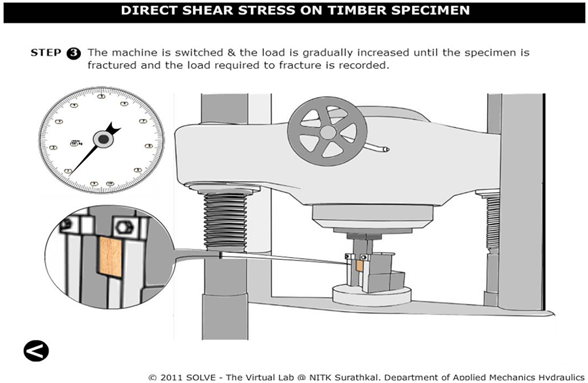 DIRECT SHEAR STRESS ON TIMBER SPECIMEN
STEP 3 The machine is switched & the load is gradually increased until the specimen is
fractured and the load required to fracture is recorded.
© 2011 SOLVE - The Virtual Lab @ NITK Surathkal, Department of Applied Mechanics Hydraulics